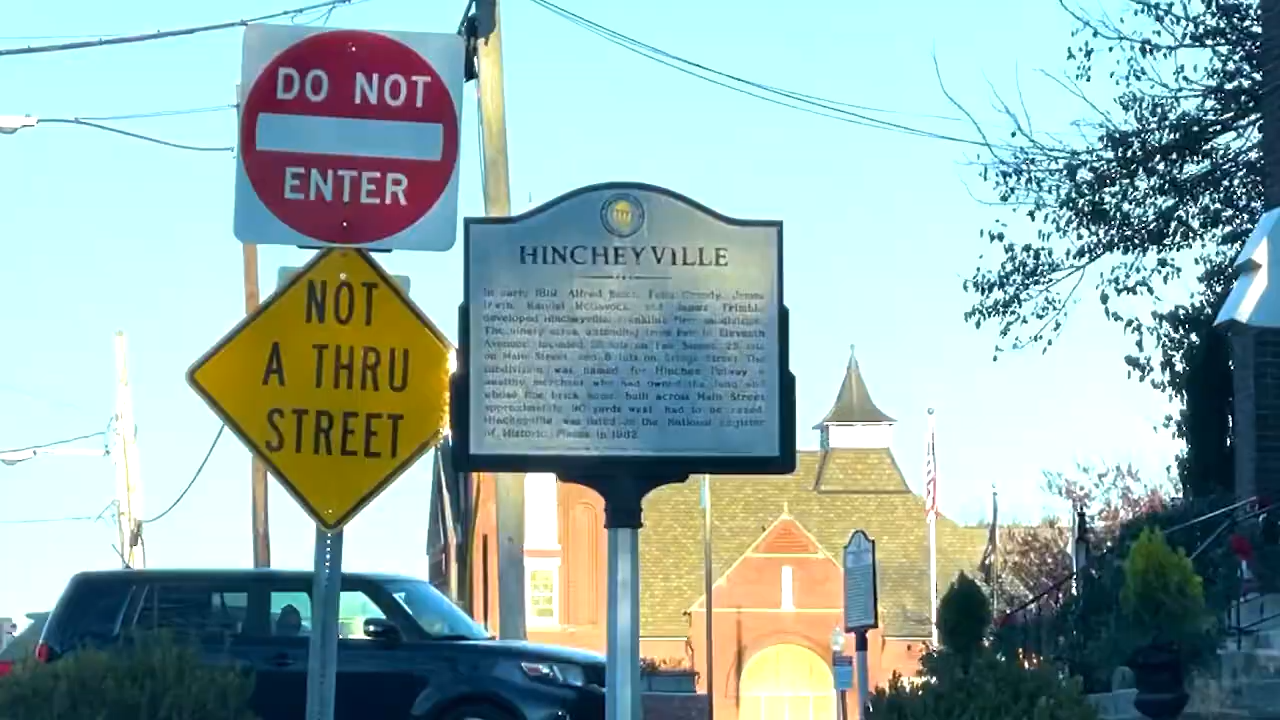 DO NOT
ENTER
NOT
A THRU
STREET
HINCHEYVILLE
In early 1819, Alfred Balch, Felix Grundy, James
Irwin, Randal McGavock, and James Trimble
developed Hincheyville, Franklin's first subdivision.
The ninety acres, extending from Fair to Eleventh
Avenue, included 25 lots on Fair Street, 25 lots
on Main Street, and 8 lots on Bridge Street. The
subdivision was named for Hinchey Petway, a
wealthy merchant who had owned the land and
whose fine brick home, built across Main Street
approximately 90 yards west, had to be razed.
Hincheyville was listed in the National Register
of Historic Places in 1982.